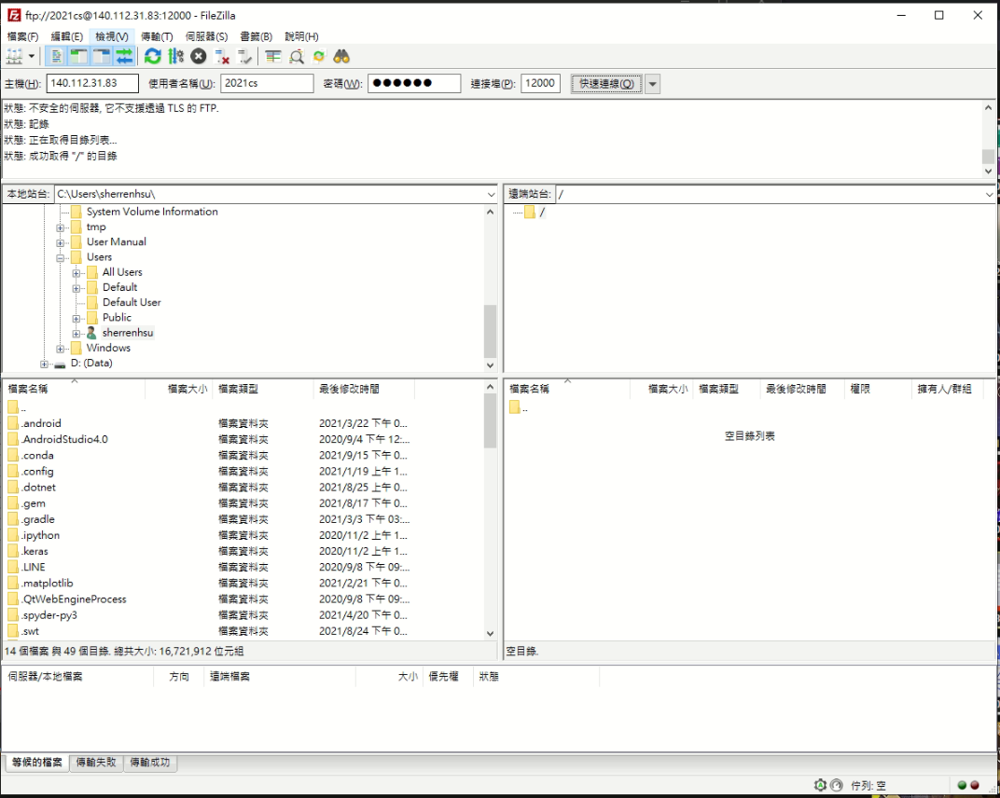 ftp://2021cs@140.112.31.83:12000 - FileZilla
檔案(F) 編輯(E) 檢視(V) 傳輸(T) 伺服器(S) 書籤(B) 說明(H)
主機(H): 140.112.31.83 使用者名稱(U): 2021cs 密碼(W): ●●●●●● 連接埠(P): 12000 快速連線(Q)
狀態: 不安全的伺服器, 它不支援透過 TLS 的 FTP.
狀態: 記錄
狀態: 正在取得目錄列表...
狀態: 成功取得 "/" 的目錄
本地站台: C:\Users\sherrenhsu\
System Volume Information
tmp
User Manual
Users
All Users
Default
Default User
Public
sherrenhsu
Windows
D: (Data)
遠端站台: /
/
檔案名稱 檔案大小 檔案類型 最後修改時間
..
.android 檔案資料夾 2021/3/22 下午 0...
.AndroidStudio4.0 檔案資料夾 2020/9/4 下午 12:...
.conda 檔案資料夾 2021/9/15 下午 0...
.config 檔案資料夾 2021/1/19 上午 1...
.dotnet 檔案資料夾 2021/8/25 上午 0...
.gem 檔案資料夾 2021/8/17 下午 0...
.gradle 檔案資料夾 2021/3/3 下午 03:...
.ipython 檔案資料夾 2020/11/2 上午 1...
.keras 檔案資料夾 2020/11/2 上午 1...
.LINE 檔案資料夾 2020/9/8 下午 09:...
.matplotlib 檔案資料夾 2021/2/21 下午 0...
.QtWebEngineProcess 檔案資料夾 2020/9/8 下午 09:...
.spyder-py3 檔案資料夾 2021/4/20 下午 0...
.swt 檔案資料夾 2021/8/24 下午 0...
14 個檔案 與 49 個目錄. 總共大小: 16,721,912 位元組
檔案名稱 檔案大小 檔案類型 最後修改時間 權限 擁有人/群組
..
空目錄列表
空目錄.
伺服器/本地檔案 方向 遠端檔案 大小 優先權 狀態
等候的檔案 傳輸失敗 傳輸成功
佇列: 空